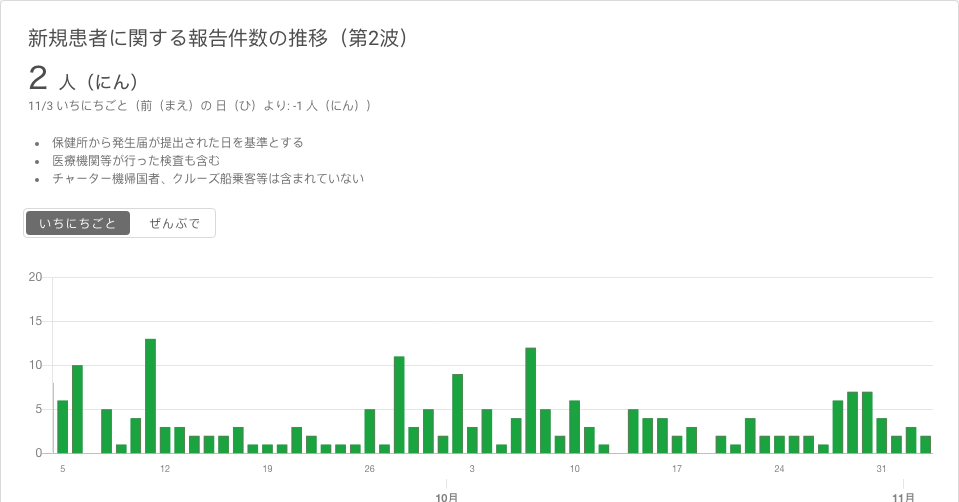 新規患者に関する報告件数の推移（第2波）
2 人（にん）
11/3 いちにちごと（前（まえ）の 日（ひ）より: -1 人（にん））
保健所から発生届が提出された日を基準とする
医療機関等が行った検査も含む
チャーター機帰国者、クルーズ船乗客等は含まれていない
いちにちごと ぜんぶで
20
15
10
5
0
5 12 19 26 3 10 17 24 31
10月 11月